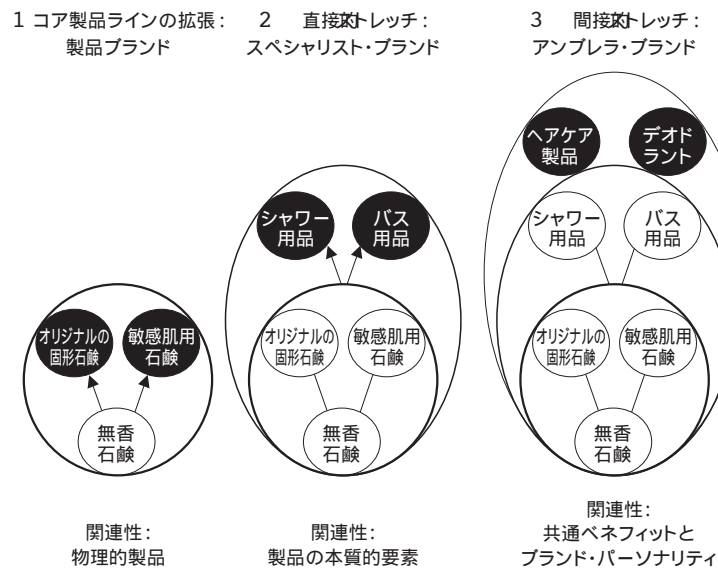 1 コア製品ラインの拡張：
製品ブランド
オリジナルの
固形石鹸
敏感肌用
石鹸
無香
石鹸
関連性：
物理的製品
2 直接的ストレッチ：
スペシャリスト・ブランド
シャワー
用品
バス
用品
オリジナルの
固形石鹸
敏感肌用
石鹸
無香
石鹸
関連性：
製品の本質的要素
3 間接的ストレッチ：
アンブレラ・ブランド
ヘアケア
製品
デオド
ラント
シャワー
用品
バス
用品
オリジナルの
固形石鹸
敏感肌用
石鹸
無香
石鹸
関連性：
共通ベネフィットと
ブランド・パーソナリティ